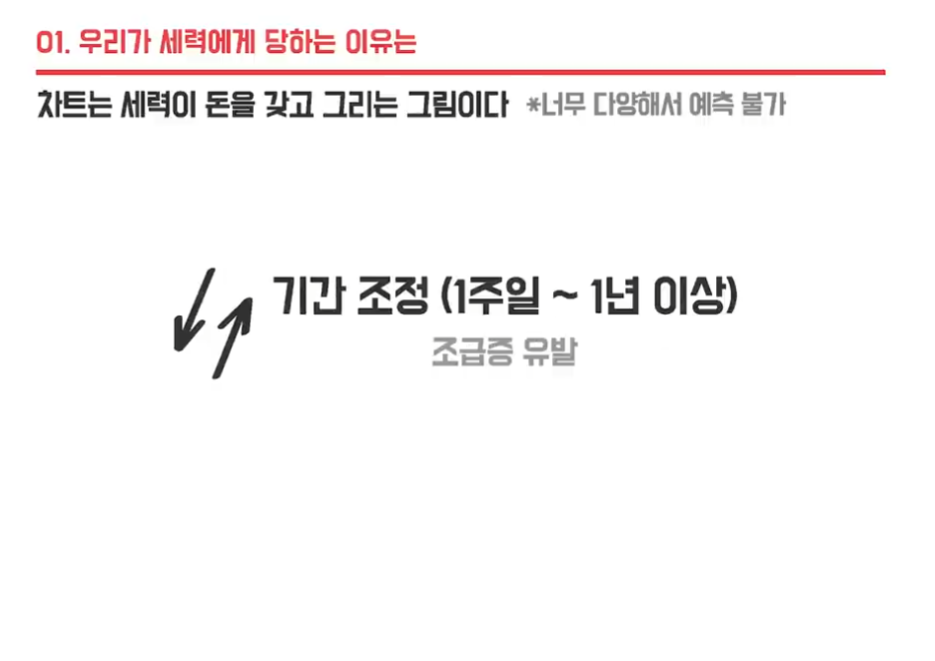 01. 우리가 세력에게 당하는 이유는
차트는 세력이 돈을 갖고 그리는 그림이다 *너무 다양해서 예측 불가
기간 조정 (1주일 ~ 1년 이상)
조급증 유발